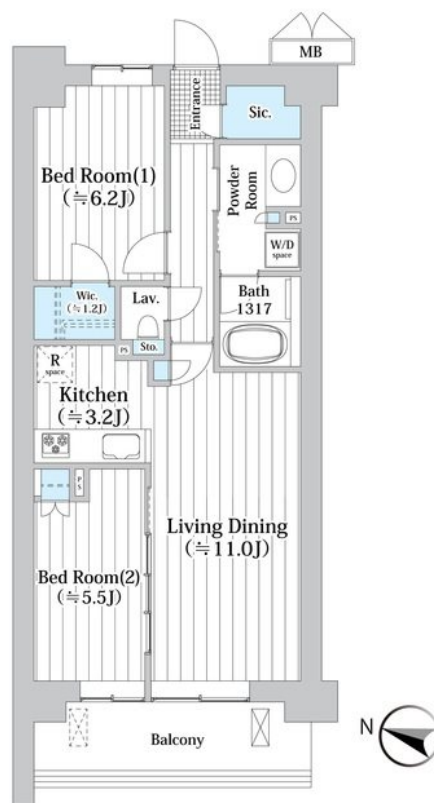 MB
Entrance
Sic.
Bed Room(1)
(≒6.2J)
Powder
Room
PS
W/D
space
Wic.
(≒1.2J)
Lav.
Bath
1317
PS
Sto.
R
space
Kitchen
(≒3.2J)
PS
Living Dining
(≒11.0J)
Bed Room(2)
(≒5.5J)
N
Balcony